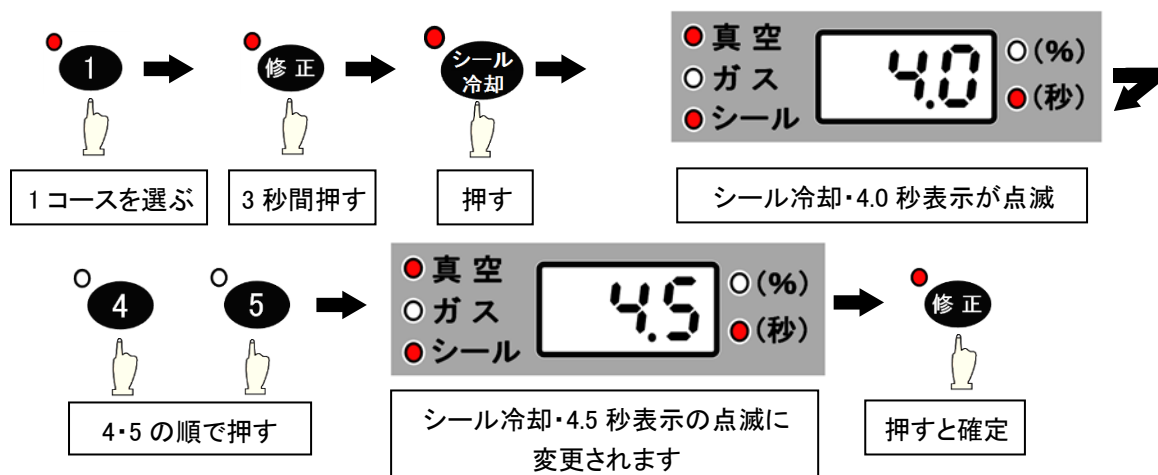 1
修正
シール
冷却
真空
ガス
シール
4.0
(%)
(秒)
1コースを選ぶ
3秒間押す
押す
シール冷却・4.0秒表示が点滅
4
5
真空
ガス
シール
4.5
(%)
(秒)
修正
4・5の順で押す
シール冷却・4.5秒表示の点滅に
変更されます
押すと確定